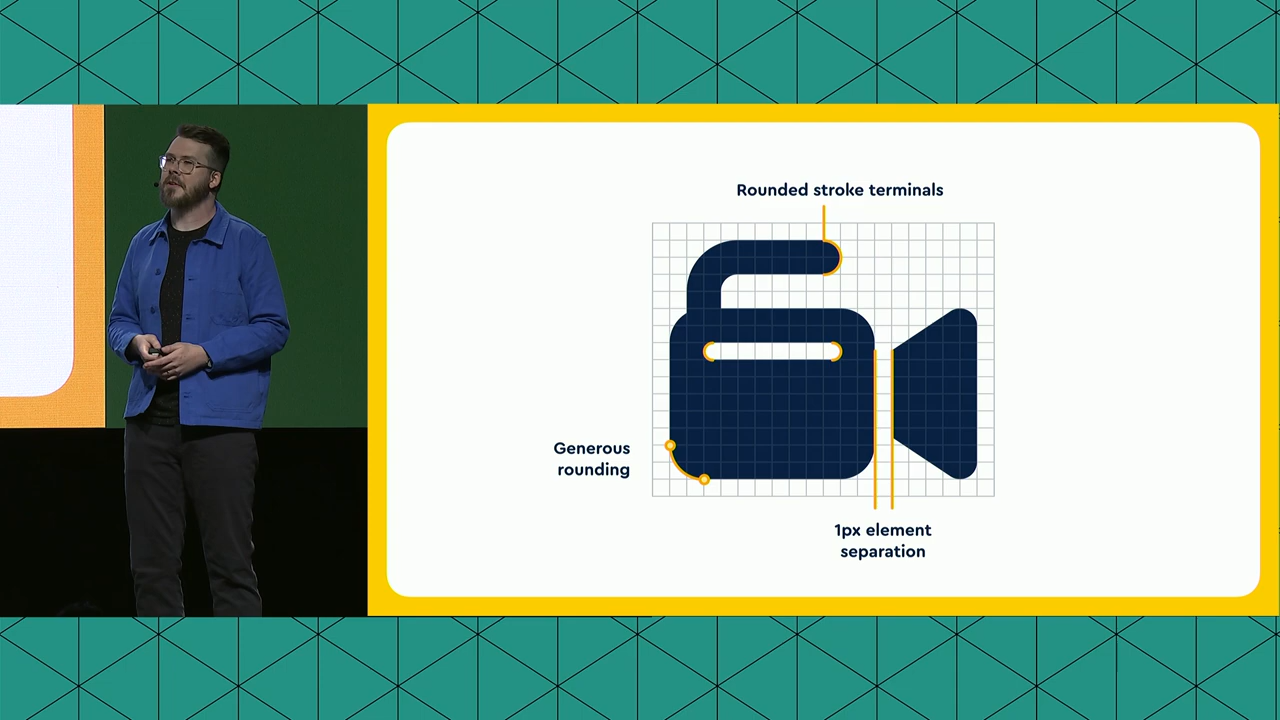 Rounded stroke terminals
Generous
rounding
1px element
separation